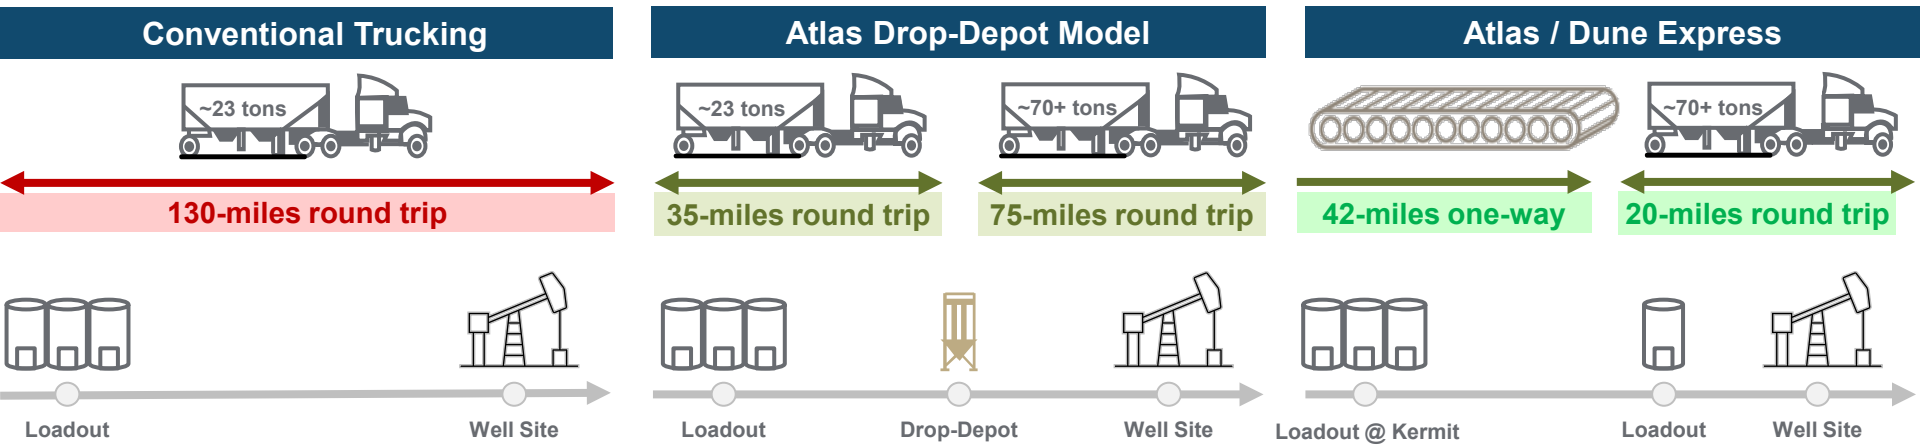 Conventional Trucking
~23 tons
130-miles round trip
Loadout
Well Site
Atlas Drop-Depot Model
~23 tons
~70+ tons
35-miles round trip
75-miles round trip
Loadout
Drop-Depot
Well Site
Atlas / Dune Express
~70+ tons
42-miles one-way
20-miles round trip
Loadout @ Kermit
Loadout
Well Site